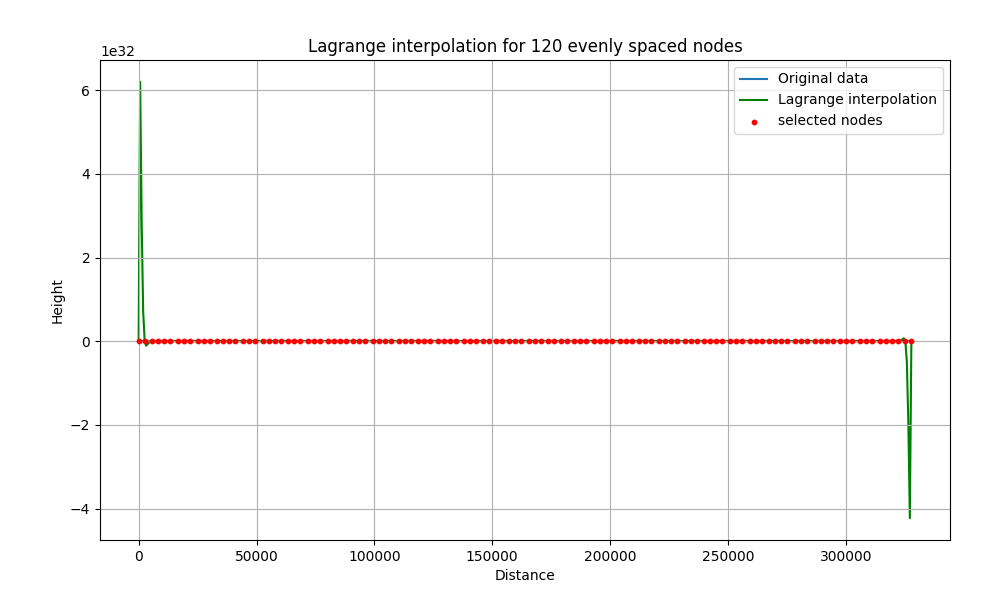 Lagrange interpolation for 120 evenly spaced nodes
1e32
Original data
Lagrange interpolation
selected nodes
6
4
2
0
−2
−4
Height
0
50000
100000
150000
200000
250000
300000
Distance